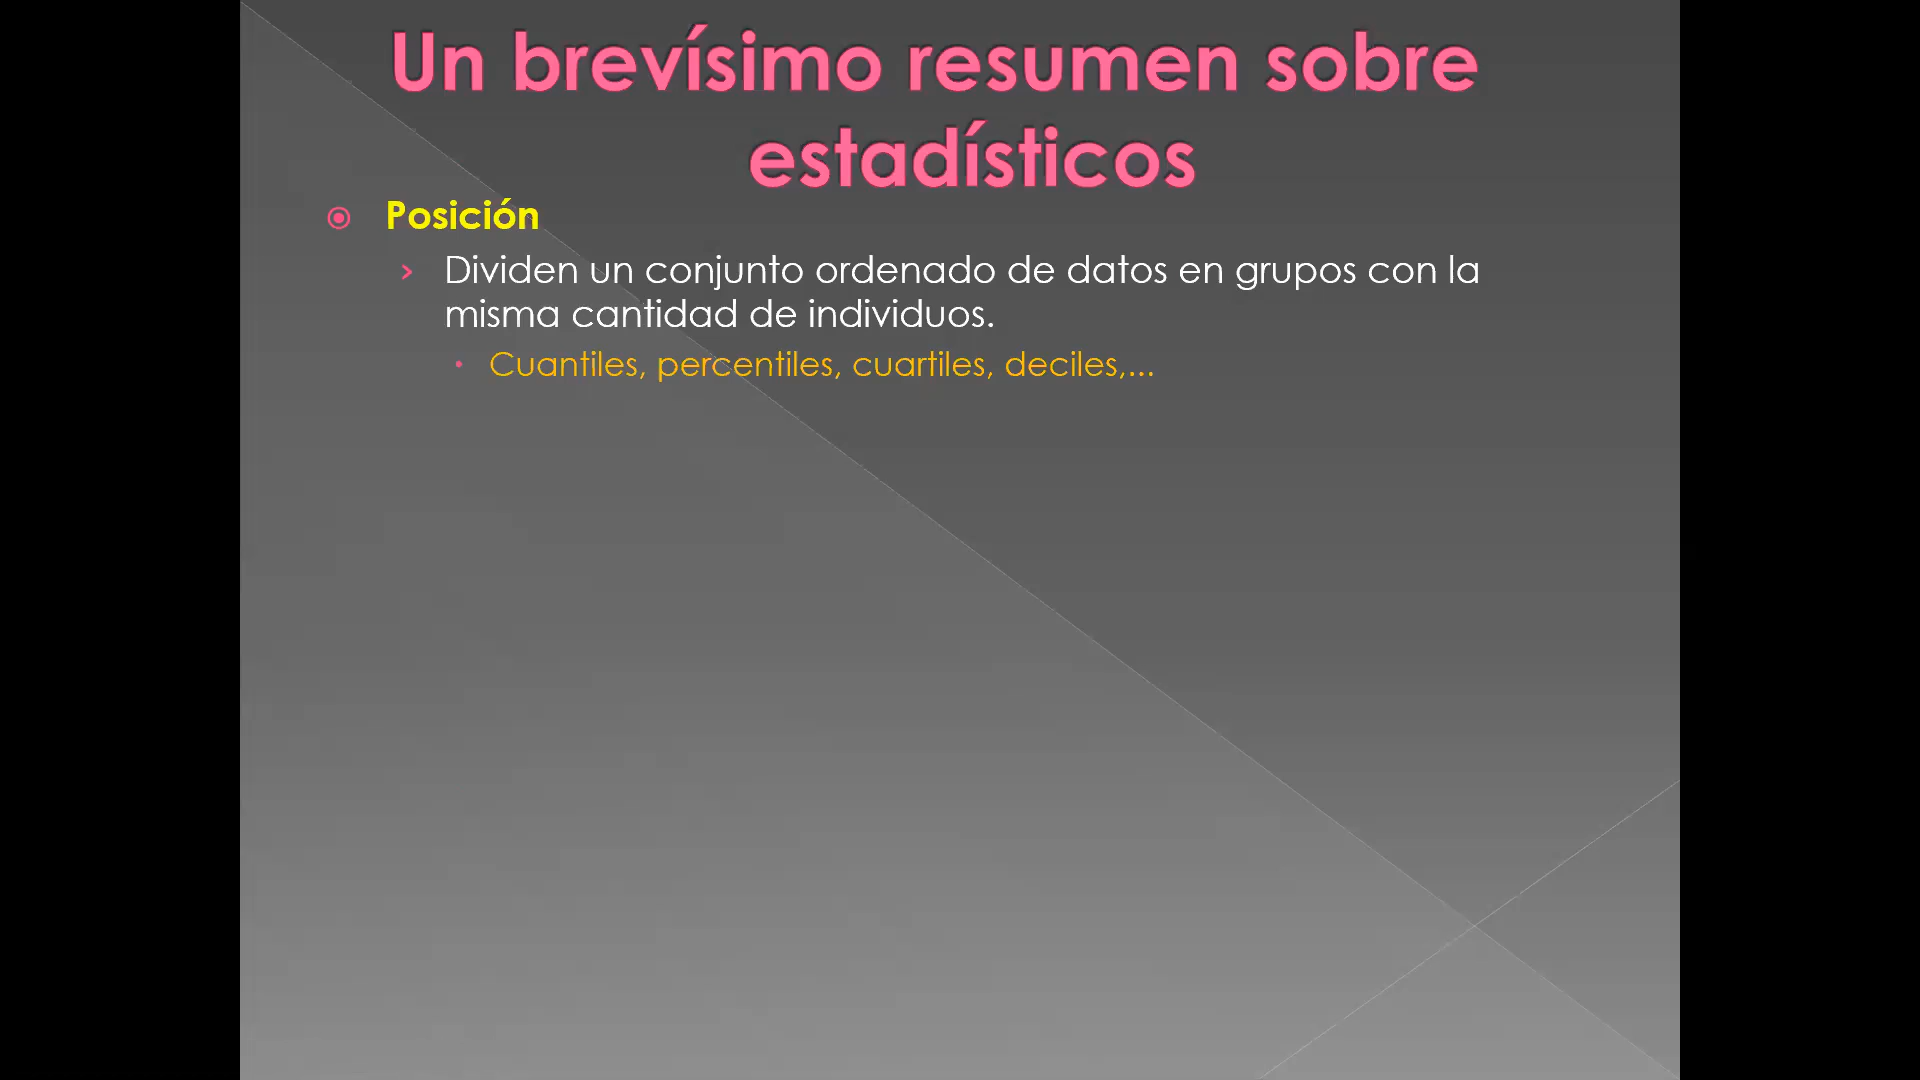 Un brevísimo resumen sobre
estadísticos
Posición
Dividen un conjunto ordenado de datos en grupos con la
misma cantidad de individuos.
Cuantiles, percentiles, cuartiles, deciles,...